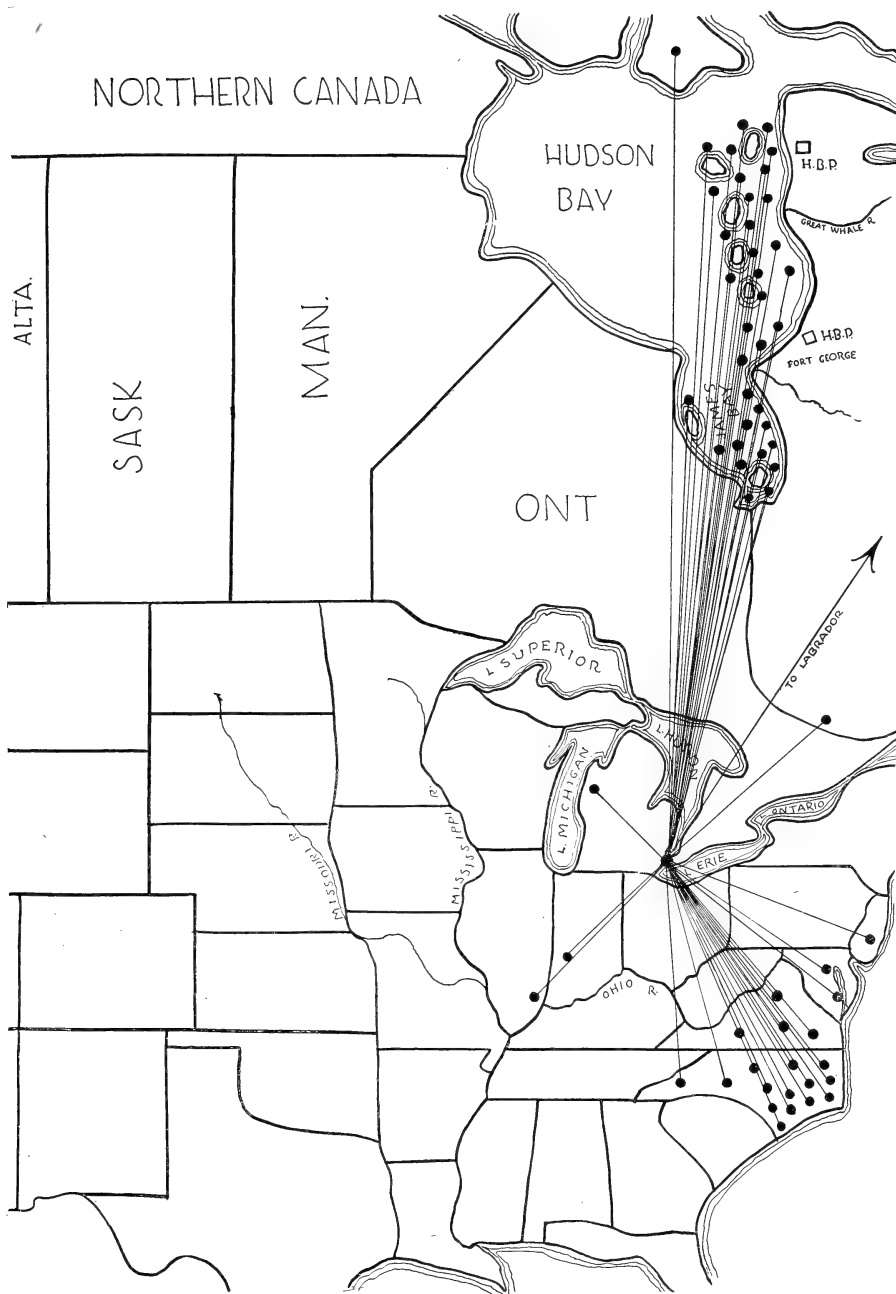 NORTHERN CANADA
HUDSON
BAY
H.B.P.
GREAT WHALE R
ALTA.
SASK
MAN.
H.B.P.
FORT GEORGE
JAMES
BAY
ONT
TO LABRADOR
L SUPERIOR
L. HURON
L. MICHIGAN
L ONTARIO
L. ERIE
MISSOURI R.
MISSISSIPPI R.
OHIO R.